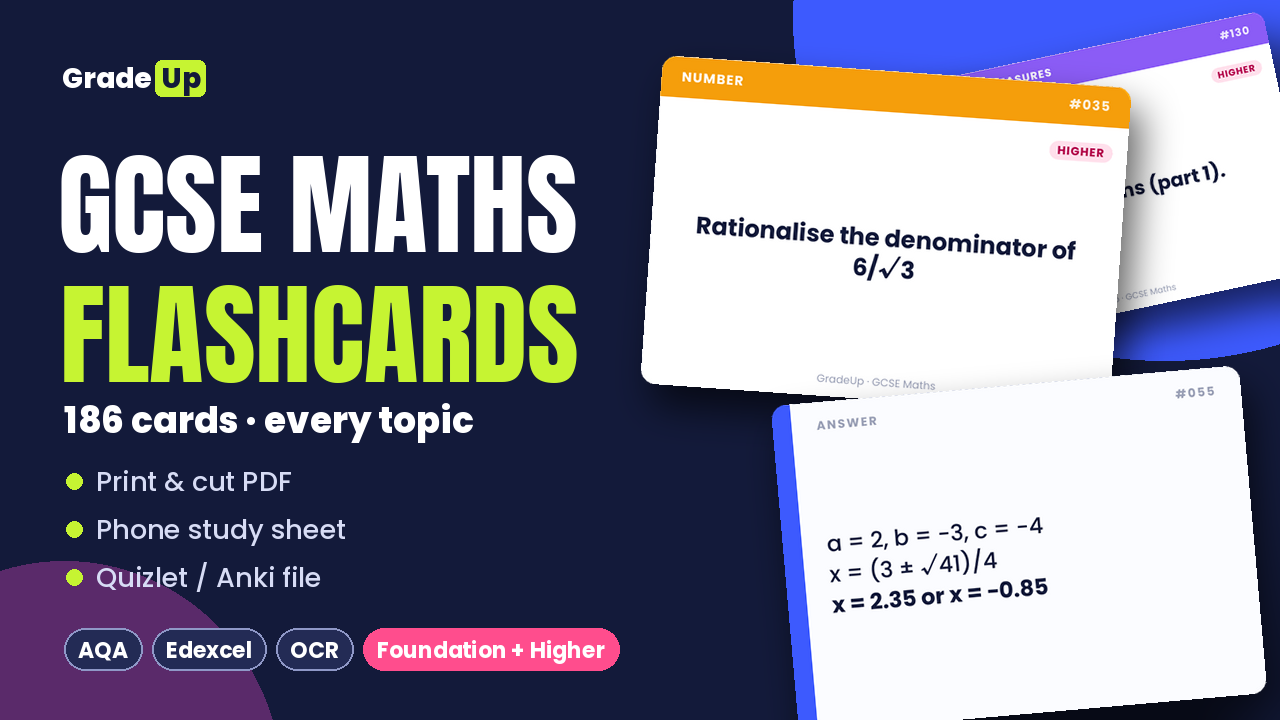 Grade Up
GCSE MATHS
FLASHCARDS
186 cards · every topic
Print & cut PDF
Phone study sheet
Quizlet / Anki file
AQA
Edexcel
OCR
Foundation + Higher
NUMBER
#035
HIGHER
Rationalise the denominator of
6/√3
GradeUp · GCSE Maths
#130
HIGHER
(part 1).
· GCSE Maths
ANSWER
#055
a = 2, b = −3, c = −4
x = (3 ± √41)/4
x = 2.35 or x = −0.85